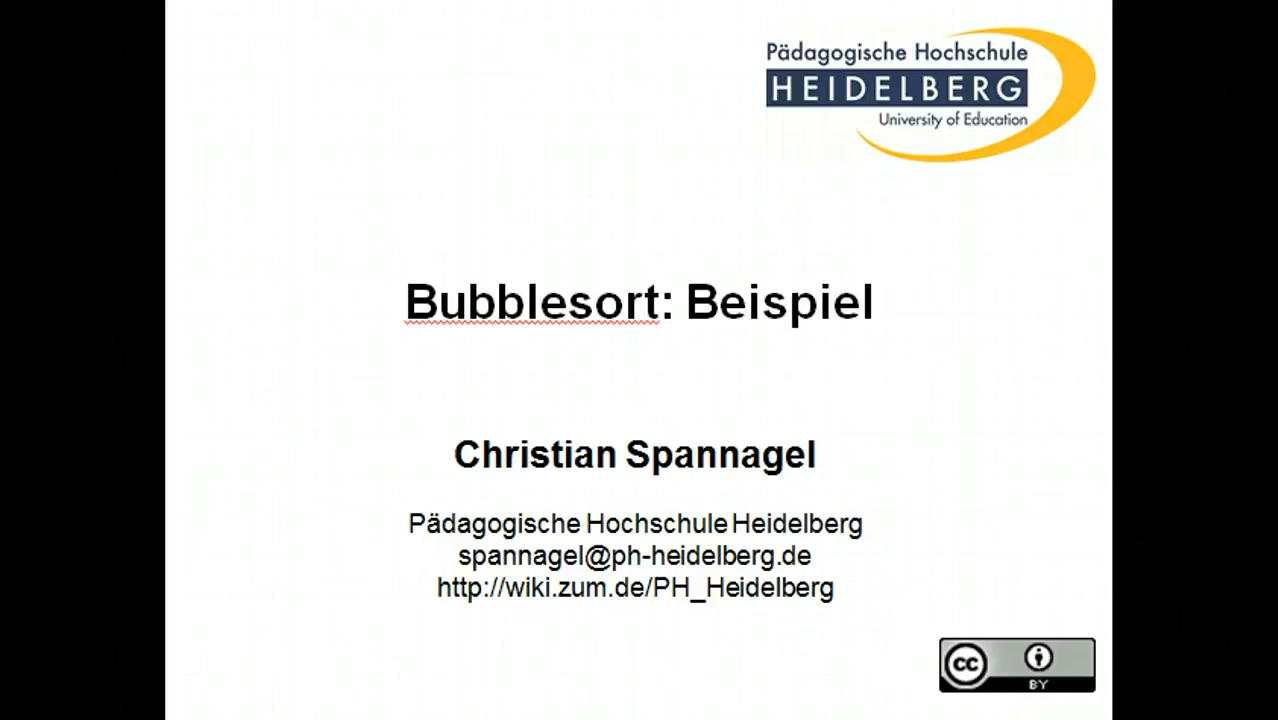 Pädagogische Hochschule
HEIDELBERG
University of Education
Bubblesort: Beispiel
Christian Spannagel
Pädagogische Hochschule Heidelberg
spannagel@ph-heidelberg.de
http://wiki.zum.de/PH_Heidelberg
cc
BY